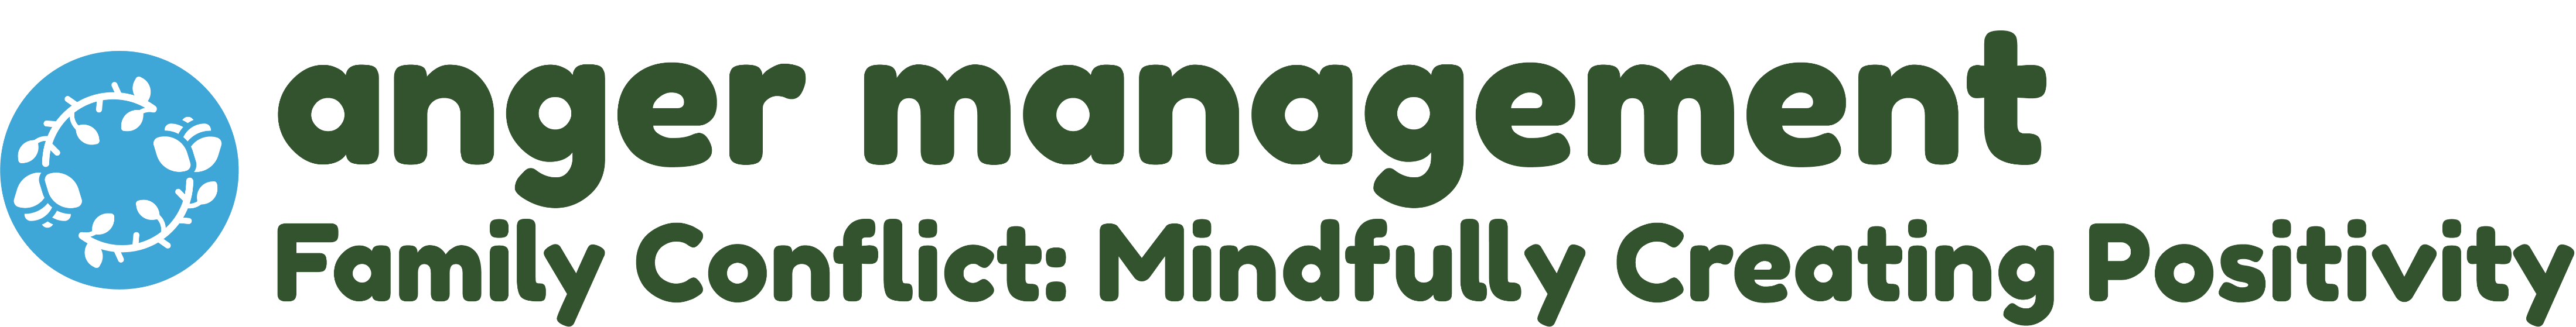 anger management
Family Conflict: Mindfully Creating Positivity